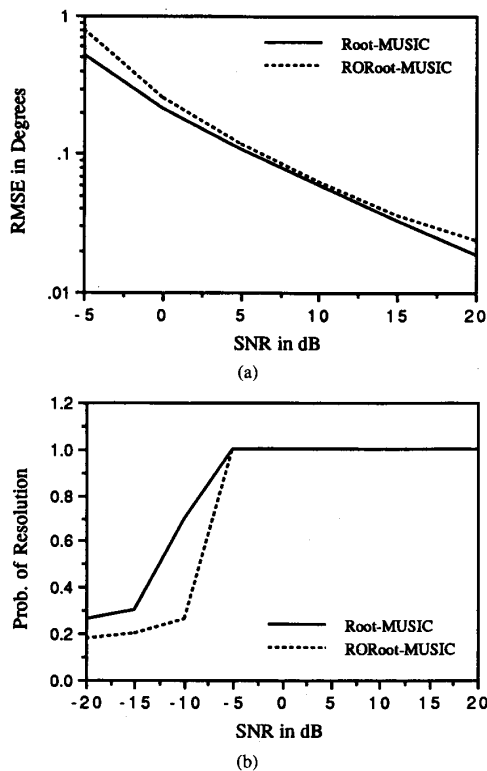 1
.1
.01
RMSE in Degrees
Root-MUSIC
RORoot-MUSIC
-5 0 5 10 15 20
SNR in dB
(a)
1.2
1.0
0.8
0.6
0.4
0.2
0.0
Prob. of Resolution
Root-MUSIC
RORoot-MUSIC
-20 -15 -10 -5 0 5 10 15 20
SNR in dB
(b)